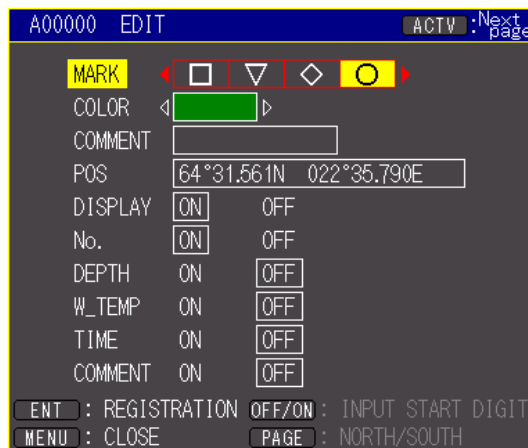 A00000 EDIT ACTV :Next page
MARK
COLOR
COMMENT
POS 64°31.561N 022°35.790E
DISPLAY ON OFF
No. ON OFF
DEPTH ON OFF
W_TEMP ON OFF
TIME ON OFF
COMMENT ON OFF
ENT : REGISTRATION OFF/ON : INPUT START DIGIT
MENU : CLOSE PAGE : NORTH/SOUTH